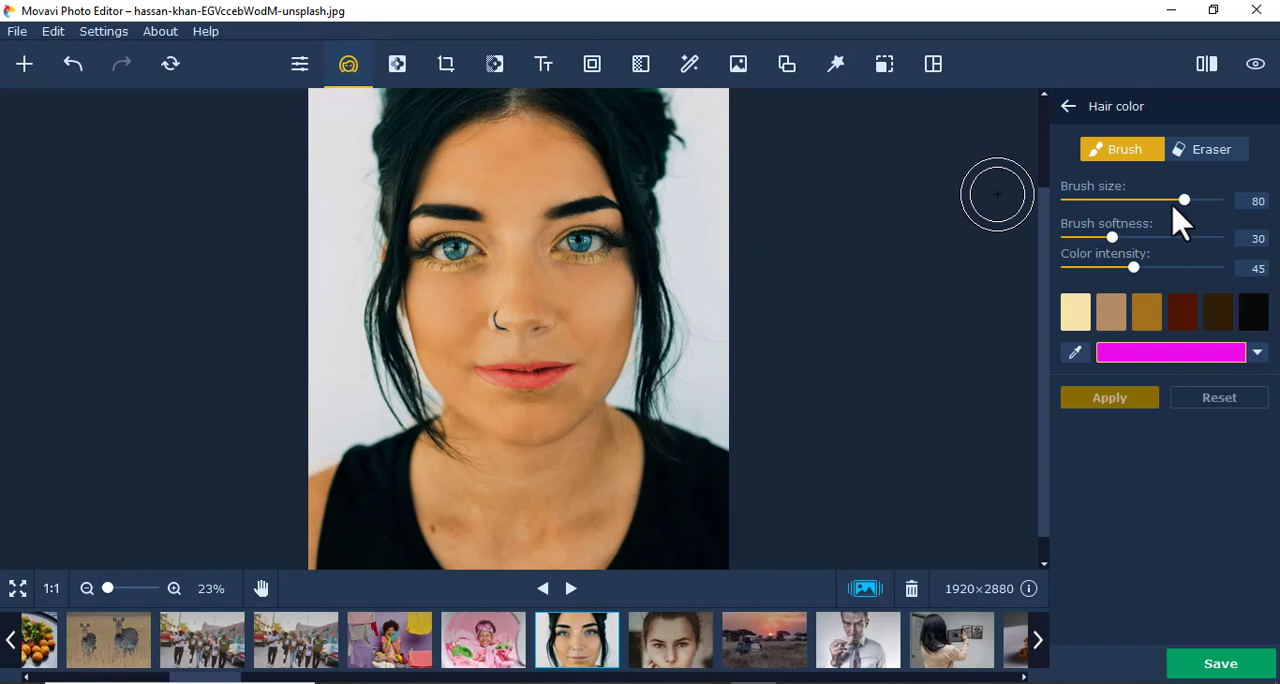 Movavi Photo Editor – hassan-khan-EGVccebWodM-unsplash.jpg
File Edit Settings About Help
Hair color
Brush Eraser
Brush size:
80
Brush softness:
30
Color intensity:
45
Apply Reset
1:1 23% 1920×2880
Save